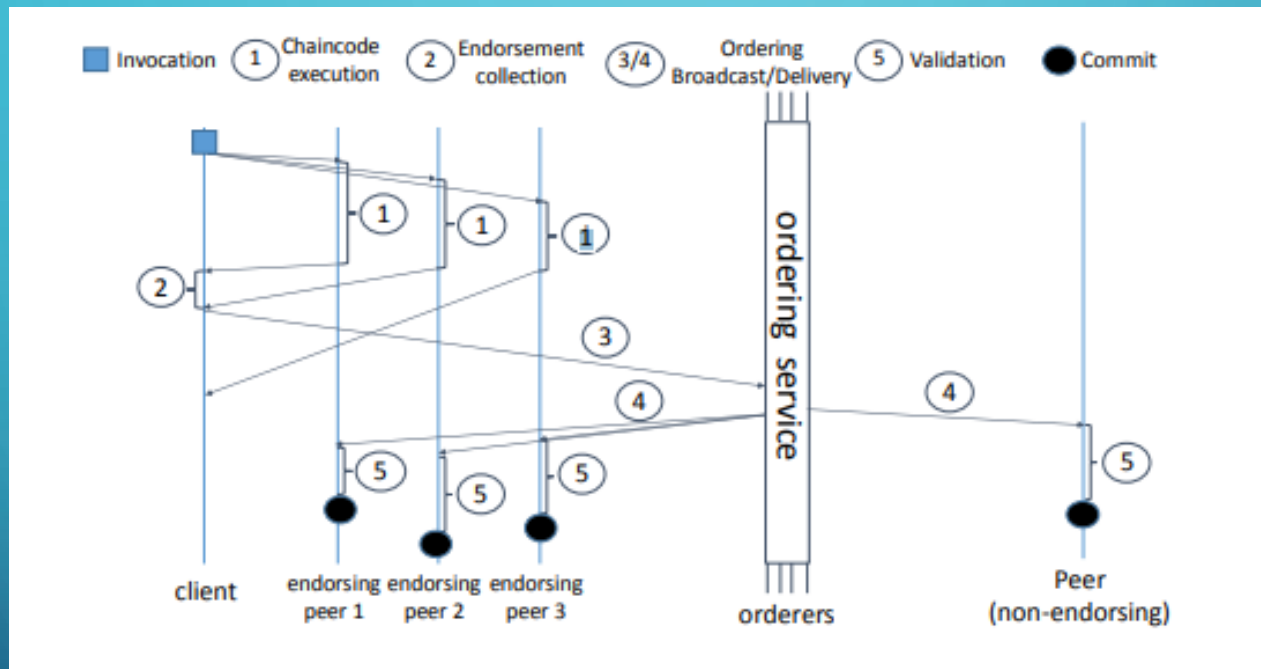 Invocation
1
Chaincode
execution
2
Endorsement
collection
3/4
Ordering
Broadcast/Delivery
5
Validation
Commit
1
1
1
2
3
4
4
5
5
5
5
ordering service
client
endorsing
peer 1
endorsing
peer 2
endorsing
peer 3
orderers
Peer
(non-endorsing)